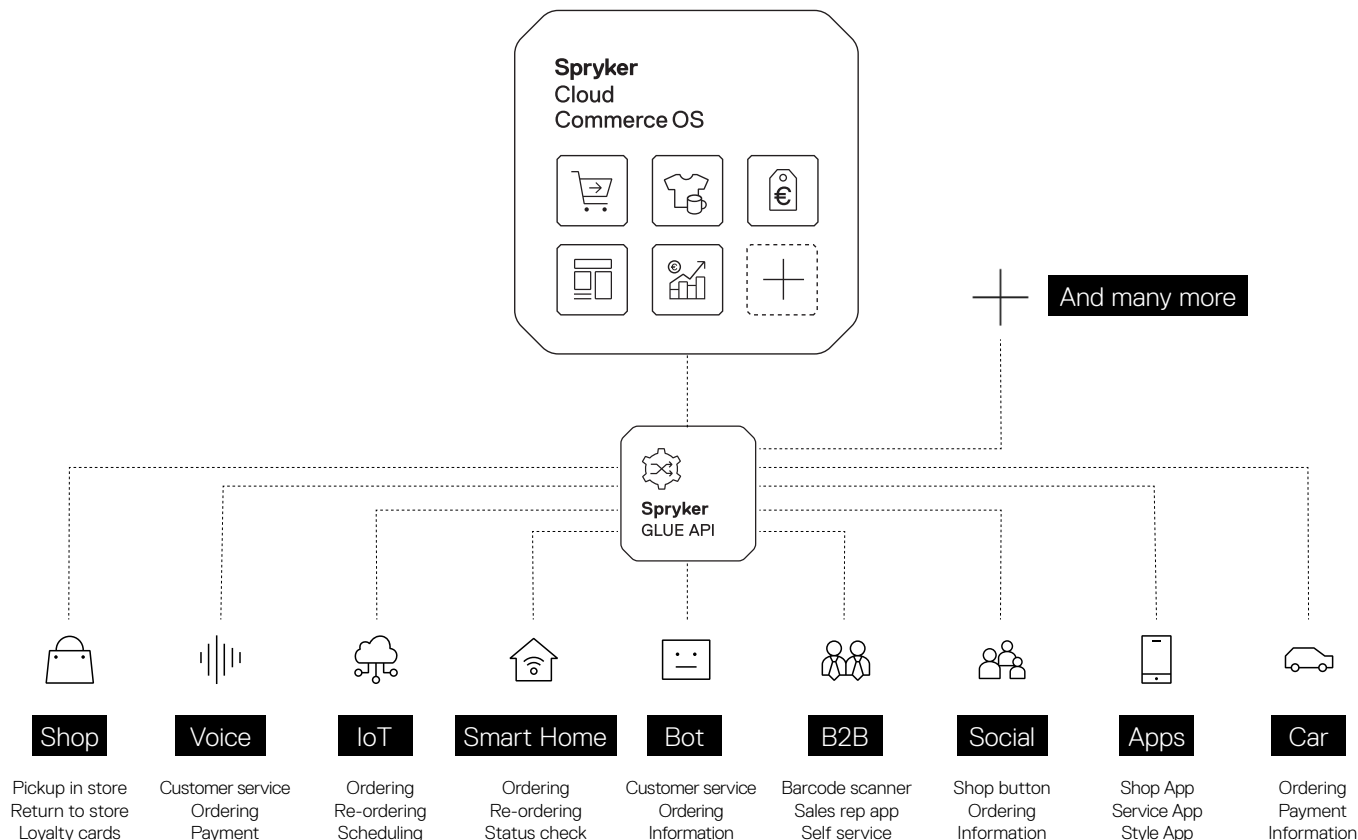 Spryker
Cloud
Commerce OS
€
€
And many more
Spryker
GLUE API
Shop
Pickup in store
Return to store
Loyalty cards
Voice
Customer service
Ordering
Payment
IoT
Ordering
Re-ordering
Scheduling
Smart Home
Ordering
Re-ordering
Status check
Bot
Customer service
Ordering
Information
B2B
Barcode scanner
Sales rep app
Self service
Social
Shop button
Ordering
Information
Apps
Shop App
Service App
Style App
Car
Ordering
Payment
Information